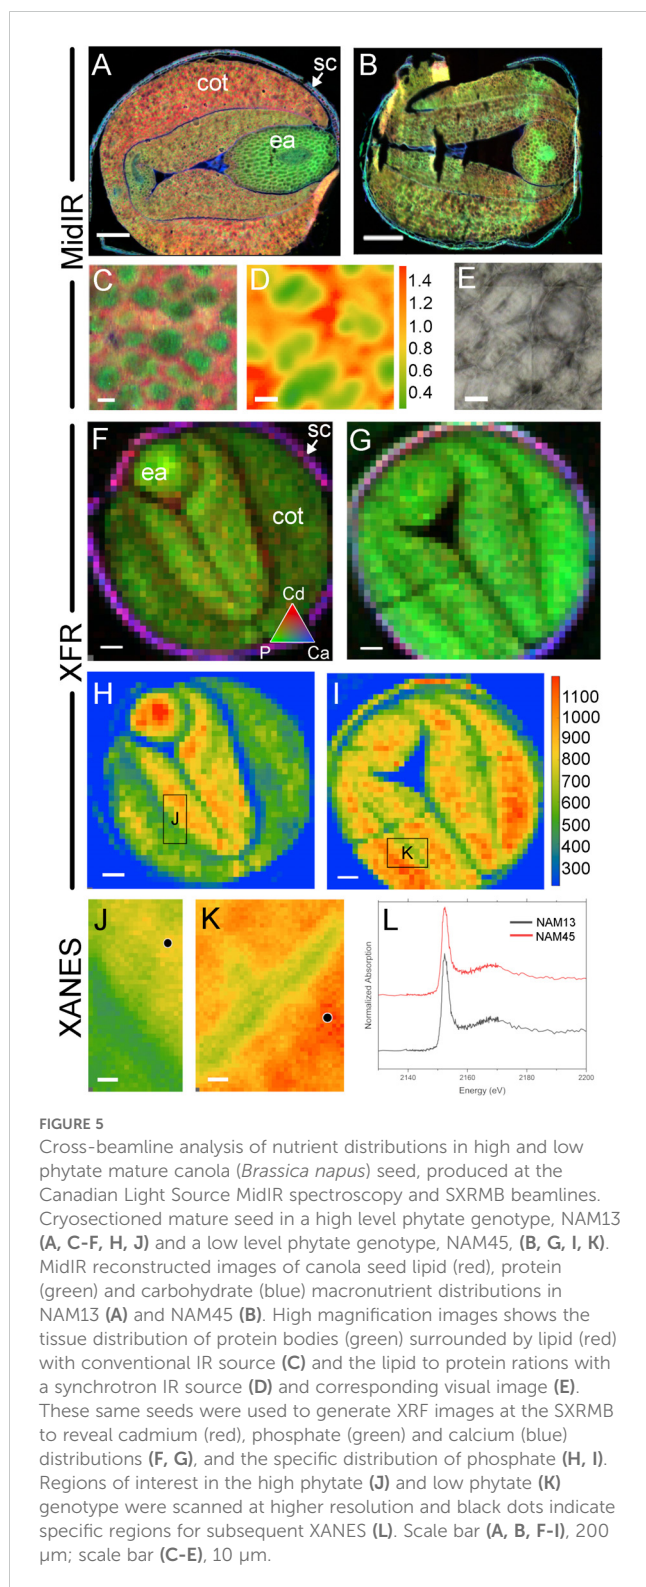 MidIR
A
cot
sc
ea
B
C
D
1.4
1.2
1.0
0.8
0.6
0.4
E
XFR
F
sc
ea
cot
Cd
P Ca
G
H
J
I
K
1100
1000
900
800
700
600
500
400
300
XANES
J
K
L
NAM13
NAM45
Normalized Absorption
2140 2160 2180 2200
Energy (eV)
FIGURE 5
Cross-beamline analysis of nutrient distributions in high and low
phytate mature canola (Brassica napus) seed, produced at the
Canadian Light Source MidIR spectroscopy and SXRMB beamlines.
Cryosectioned mature seed in a high level phytate genotype, NAM13
(A, C-F, H, J) and a low level phytate genotype, NAM45, (B, G, I, K).
MidIR reconstructed images of canola seed lipid (red), protein
(green) and carbohydrate (blue) macronutrient distributions in
NAM13 (A) and NAM45 (B). High magnification images shows the
tissue distribution of protein bodies (green) surrounded by lipid (red)
with conventional IR source (C) and the lipid to protein rations with
a synchrotron IR source (D) and corresponding visual image (E).
These same seeds were used to generate XRF images at the SXRMB
to reveal cadmium (red), phosphate (green) and calcium (blue)
distributions (F, G), and the specific distribution of phosphate (H, I).
Regions of interest in the high phytate (J) and low phytate (K)
genotype were scanned at higher resolution and black dots indicate
specific regions for subsequent XANES (L). Scale bar (A, B, F-I), 200
µm; scale bar (C-E), 10 µm.